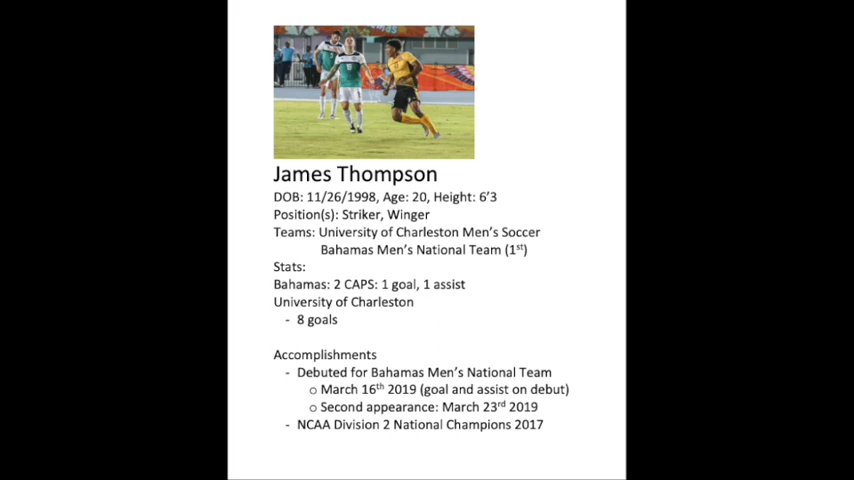 James Thompson
DOB: 11/26/1998, Age: 20, Height: 6'3
Position(s): Striker, Winger
Teams: University of Charleston Men's Soccer
Bahamas Men's National Team (1st)
Stats:
Bahamas: 2 CAPS: 1 goal, 1 assist
University of Charleston
- 8 goals
Accomplishments
- Debuted for Bahamas Men's National Team
o March 16th 2019 (goal and assist on debut)
o Second appearance: March 23rd 2019
- NCAA Division 2 National Champions 2017